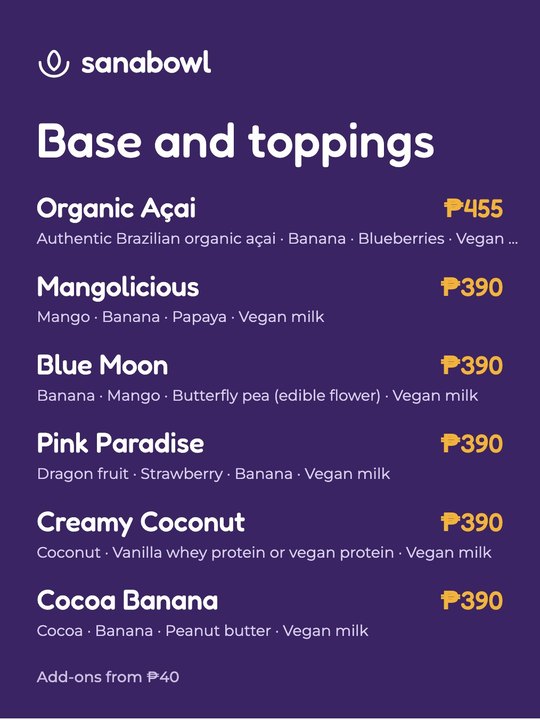 sanabowl
Base and toppings
Organic Açai ₱455
Authentic Brazilian organic açai · Banana · Blueberries · Vegan ...
Mangolicious ₱390
Mango · Banana · Papaya · Vegan milk
Blue Moon ₱390
Banana · Mango · Butterfly pea (edible flower) · Vegan milk
Pink Paradise ₱390
Dragon fruit · Strawberry · Banana · Vegan milk
Creamy Coconut ₱390
Coconut · Vanilla whey protein or vegan protein · Vegan milk
Cocoa Banana ₱390
Cocoa · Banana · Peanut butter · Vegan milk
Add-ons from ₱40